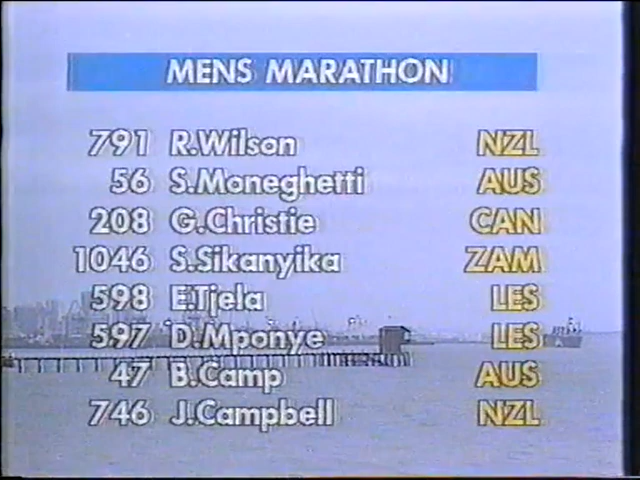 MENS MARATHON
791 R.Wilson NZL
56 S.Moneghetti AUS
208 G.Christie CAN
1046 S.Sikanyika ZAM
598 E.Tjela LES
597 D.Mponye LES
47 B.Camp AUS
746 J.Campbell NZL